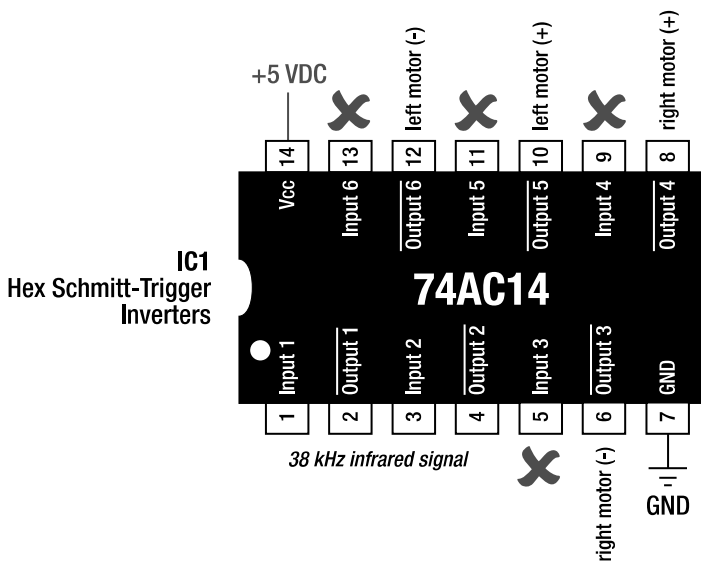 +5 VDC
left motor (-)
left motor (+)
right motor (+)
14
13
12
11
10
9
8
Vcc
Input 6
Output 6
Input 5
Output 5
Input 4
Output 4
IC1
Hex Schmitt-Trigger
Inverters
74AC14
Input 1
Output 1
Input 2
Output 2
Input 3
Output 3
GND
1
2
3
4
5
6
7
38 kHz infrared signal
right motor (-)
GND